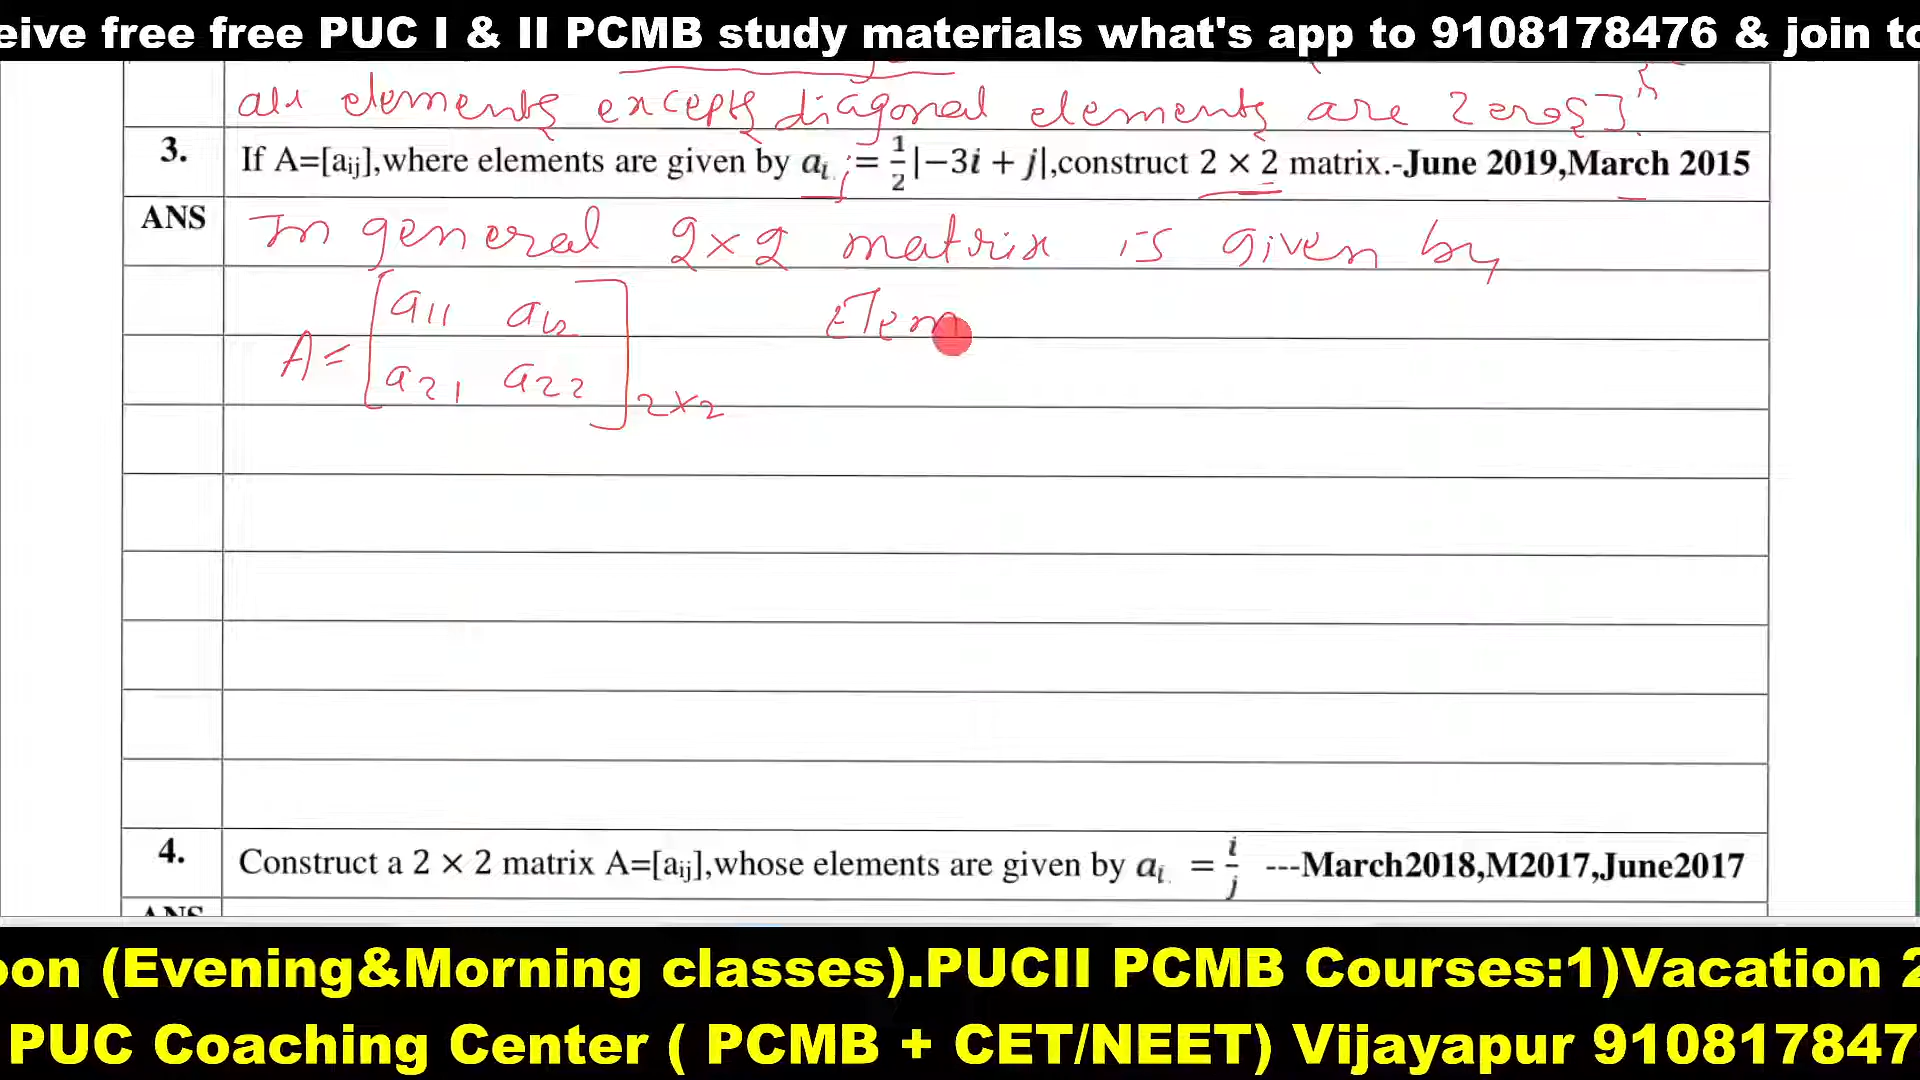 eive free free PUC I & II PCMB study materials what's app to 9108178476 & join to
all elements except diagonal elements are zeros].
3. If A=[aij],where elements are given by aij = 1/2|−3i + j|,construct 2 × 2 matrix.-June 2019,March 2015
ANS In general 2×2 matrix is given by
A = [a11 a12
a21 a22]2×2
Elem
4. Construct a 2 × 2 matrix A=[aij],whose elements are given by ai = i/j ---March2018,M2017,June2017
ANS
oon (Evening&Morning classes).PUCII PCMB Courses:1)Vacation 2
PUC Coaching Center ( PCMB + CET/NEET) Vijayapur 910817847